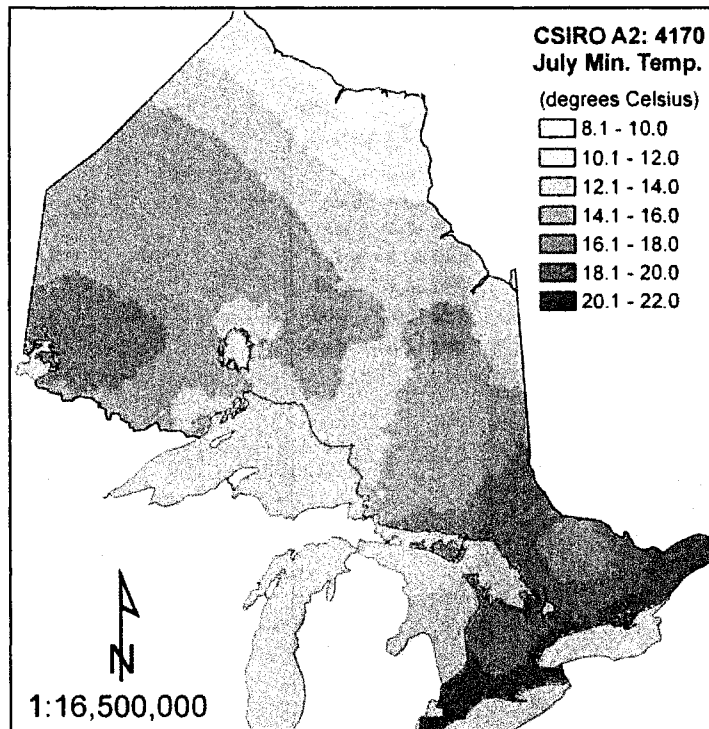 CSIRO A2: 4170
July Min. Temp.
(degrees Celsius)
8.1 - 10.0
10.1 - 12.0
12.1 - 14.0
14.1 - 16.0
16.1 - 18.0
18.1 - 20.0
20.1 - 22.0
N
1:16,500,000